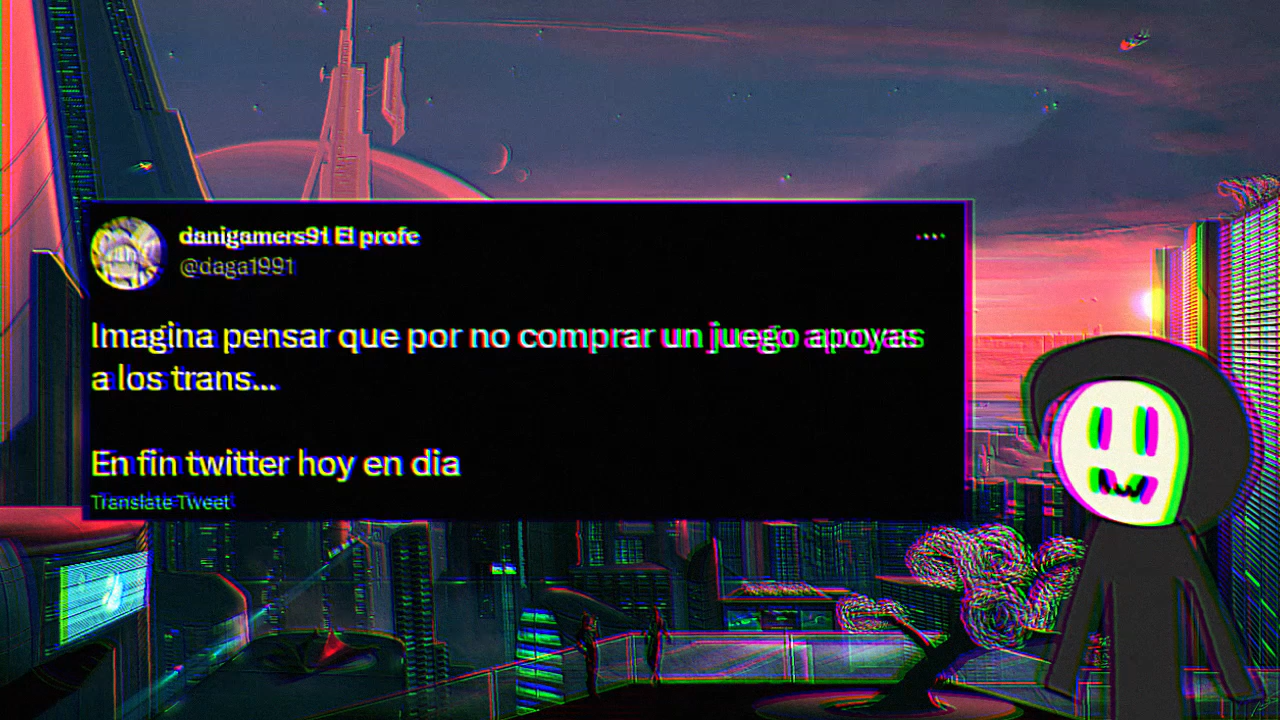 danigamers91 El profe
@daga1991
Imagina pensar que por no comprar un juego apoyas
a los trans...
En fin twitter hoy en dia
Translate Tweet